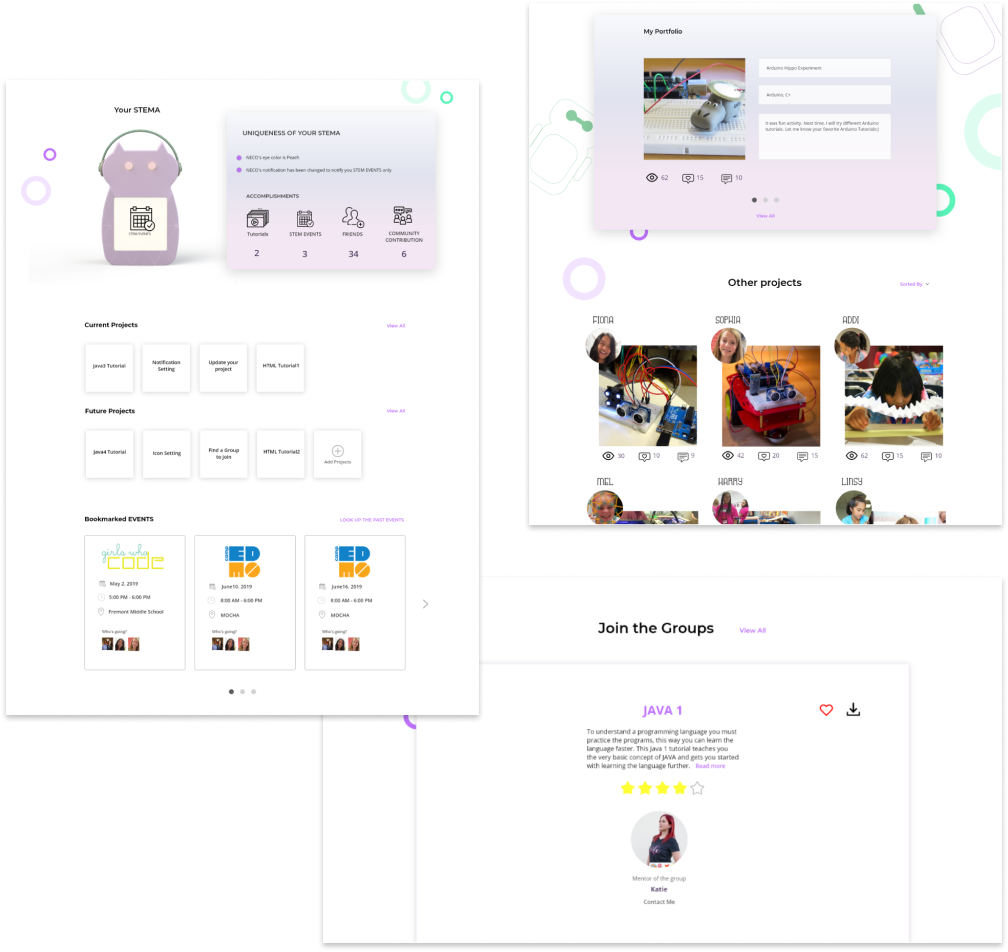 Your STEMA
STEM EVENTS
UNIQUENESS OF YOUR STEMA
NECO's eye-color is Peach
NECO's notification has been changed to notify you STEM EVENTS only
ACCOMPLISHMENTS
Tutorials
STEM EVENTS
FRIENDS
COMMUNITY
CONTRIBUTION
2
3
34
6
Current Projects
View All
Java3 Tutorial
Notification
Setting
Update your
project
HTML Tutorial1
Future Projects
View All
Java4 Tutorial
Icon Setting
Find a Group
to join
HTML Tutorial2
Add Projects
Bookmarked EVENTS
LOOK UP THE PAST EVENTS
girls who
CODE
May 2. 2019
5:00 PM - 6:00 PM
Fremont Middle School
Who's going?
CAMP
ED
MO
June10. 2019
8:00 AM - 6:00 PM
MOCHA
Who's going?
CAMP
ED
MO
June16. 2019
8:00 AM - 6:00 PM
MOCHA
Who's going?
My Portfolio
Arduino Hippo Experiment
Arduino, C+
It was fun activity. Next time, I will try different Arduino
tutorials. Let me know your favorite Arduino Tutorials:)
62
15
10
View All
Other projects
Sorted By
FIONA
SOPHIA
ADDI
30
10
9
42
20
15
62
15
10
MEL
HARRY
LINSY
Join the Groups
View All
JAVA 1
To understand a programming language you must
practice the programs, this way you can learn the
language faster. This Java 1 tutorial teaches you
the very basic concept of JAVA and gets you started
with learning the language further. Read more
Mentor of the group
Katie
Contact Me